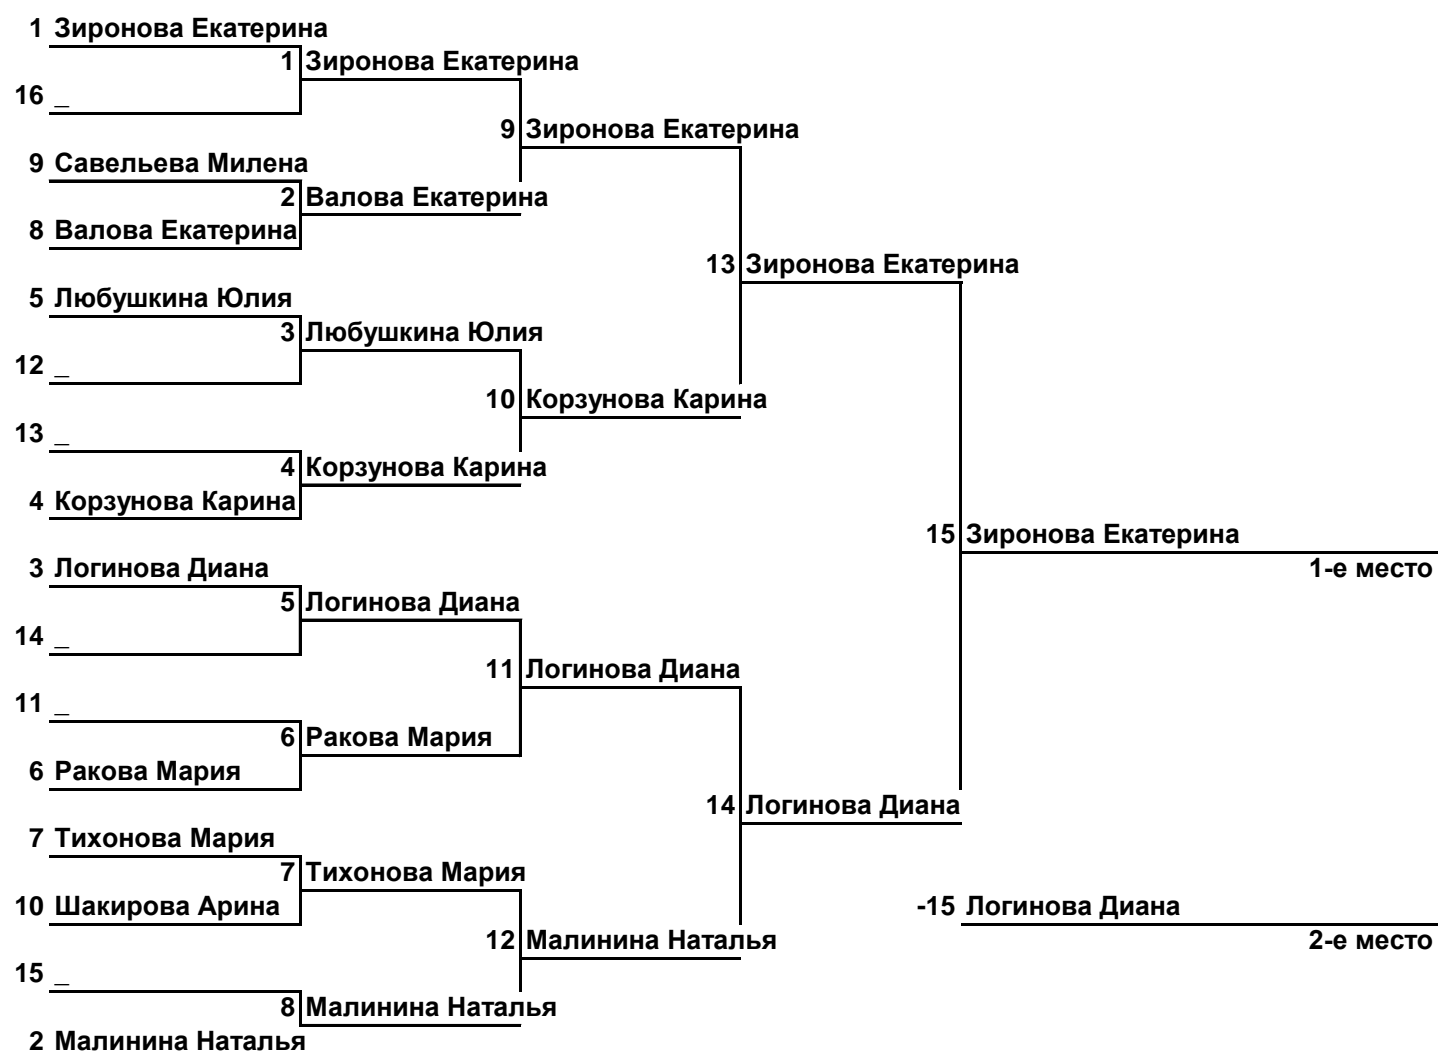 1 Зиронова Екатерина
1 Зиронова Екатерина
16 _
9 Зиронова Екатерина
9 Савельева Милена
2 Валова Екатерина
8 Валова Екатерина
13 Зиронова Екатерина
5 Любушкина Юлия
3 Любушкина Юлия
12 _
10 Корзунова Карина
13 _
4 Корзунова Карина
4 Корзунова Карина
15 Зиронова Екатерина
3 Логинова Диана
1-е место
5 Логинова Диана
14 _
11 Логинова Диана
11 _
6 Ракова Мария
6 Ракова Мария
14 Логинова Диана
7 Тихонова Мария
7 Тихонова Мария
10 Шакирова Арина
-15 Логинова Диана
12 Малинина Наталья
2-е место
15 _
8 Малинина Наталья
2 Малинина Наталья